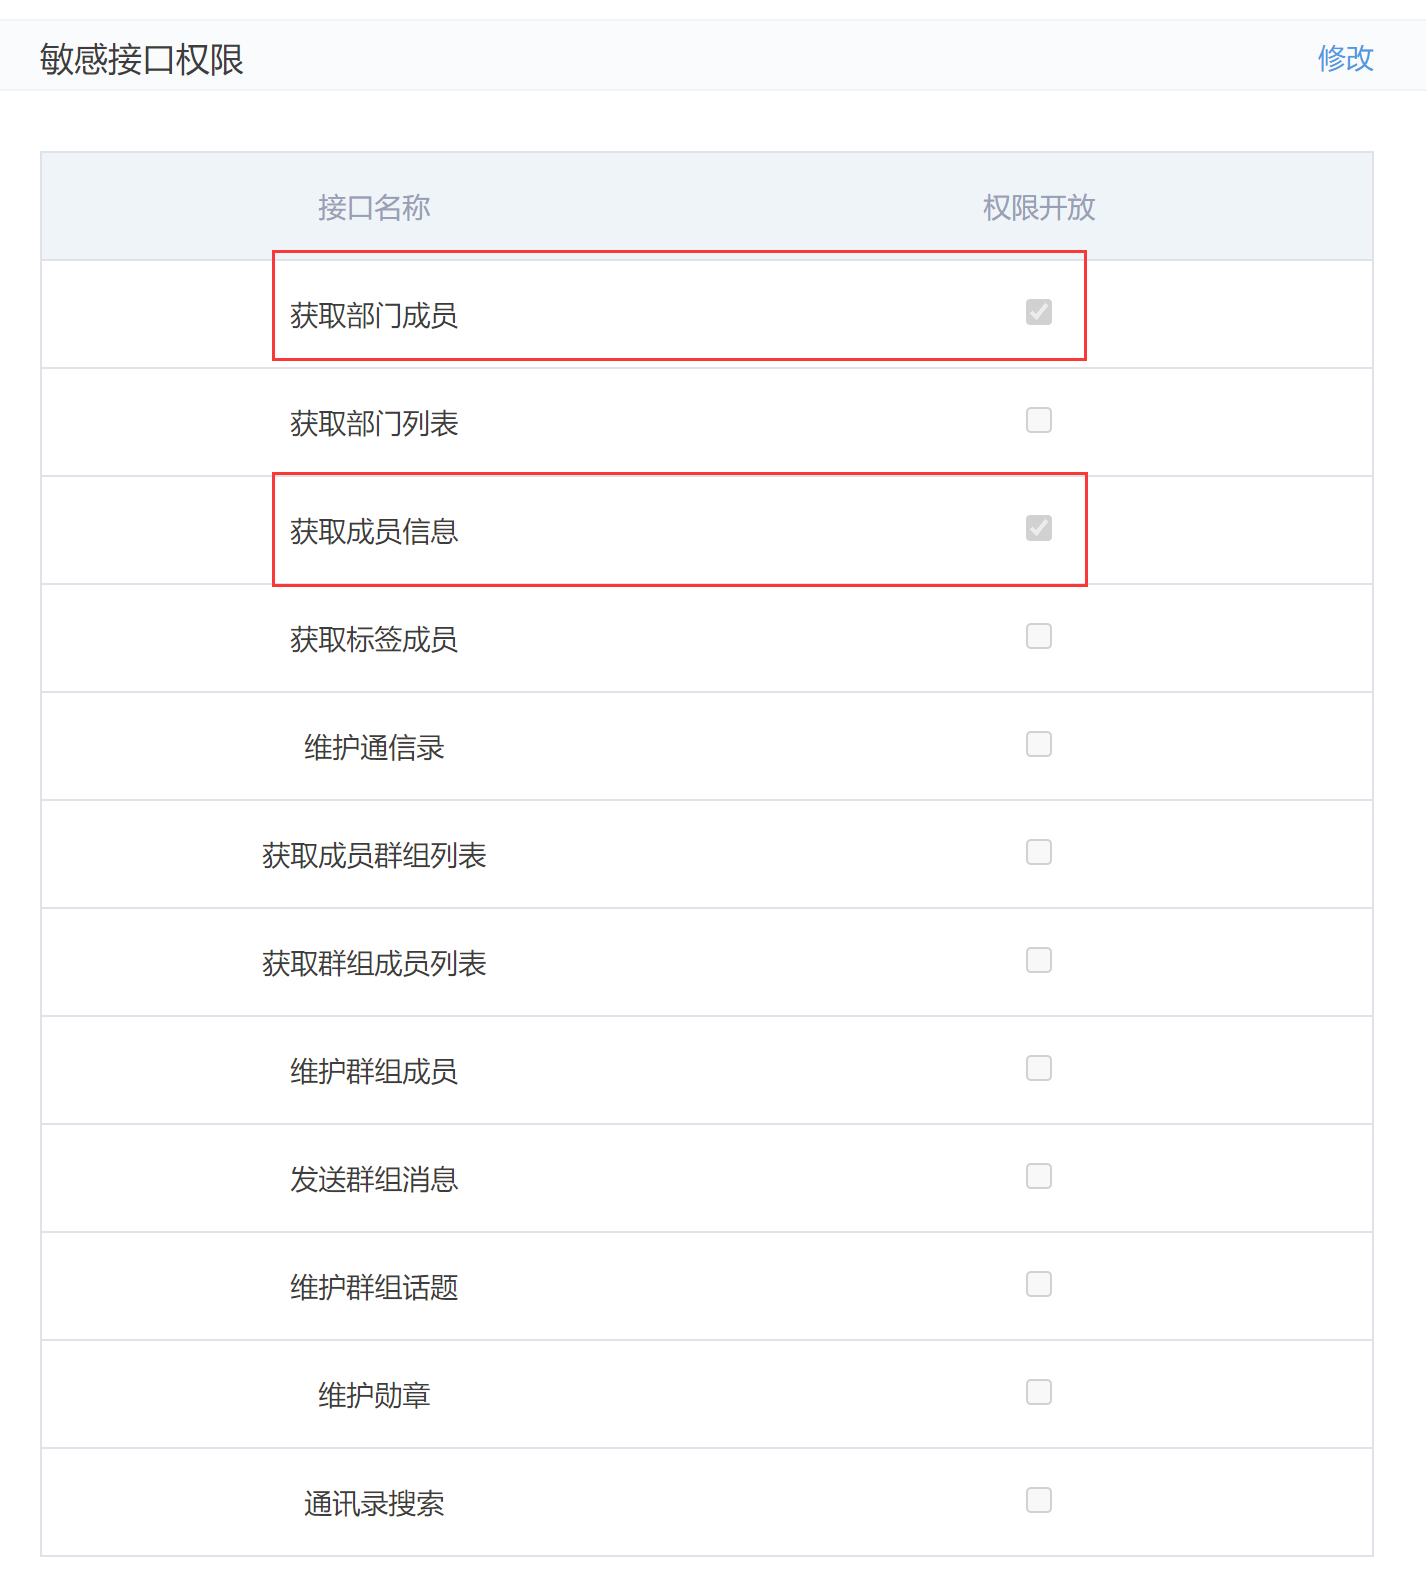 敏感接口权限 修改
接口名称 权限开放
获取部门成员
获取部门列表
获取成员信息
获取标签成员
维护通信录
获取成员群组列表
获取群组成员列表
维护群组成员
发送群组消息
维护群组话题
维护勋章
通讯录搜索